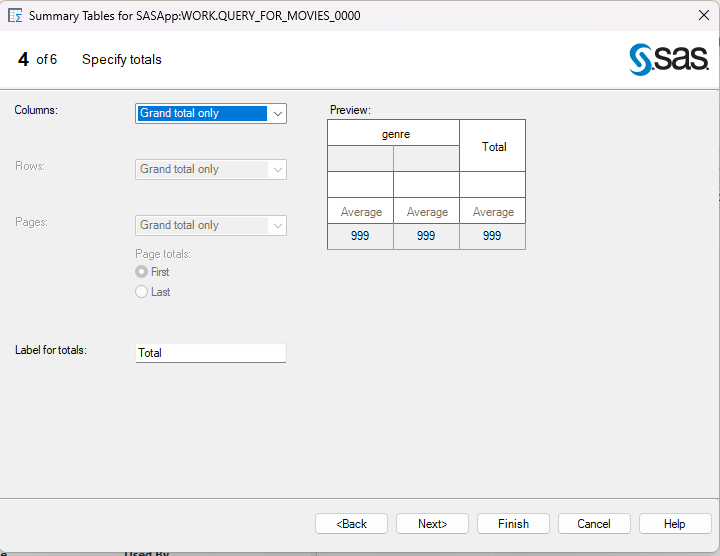 Summary Tables for SASApp:WORK.QUERY_FOR_MOVIES_0000
4 of 6 Specify totals
sas.
Columns: Grand total only
Rows: Grand total only
Pages: Grand total only
Page totals:
First
Last
Label for totals: Total
Preview:
genre Total
Average Average Average
999 999 999
<Back Next> Finish Cancel Help